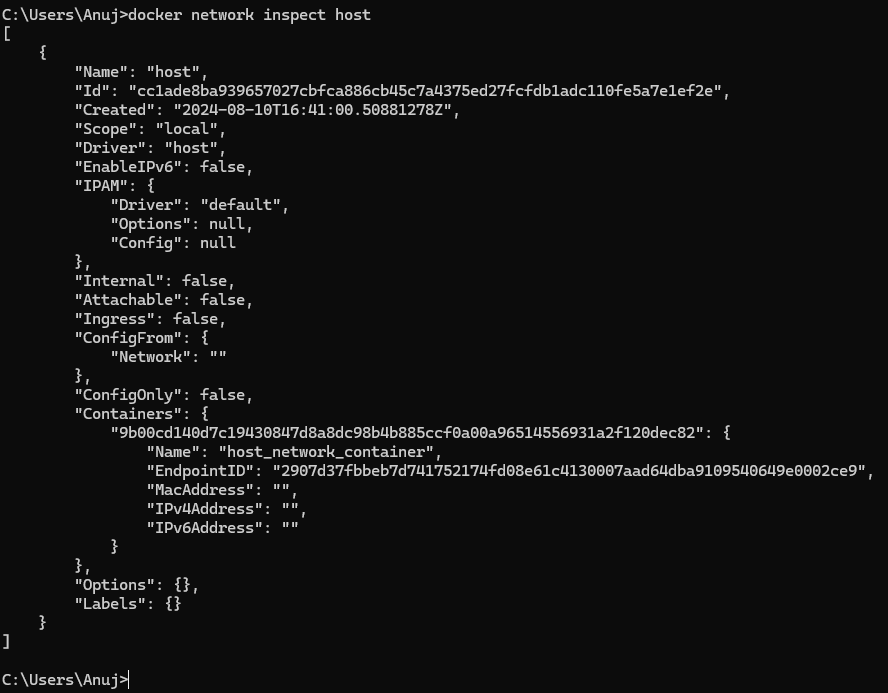 C:\Users\Anuj>docker network inspect host
[
    {
        "Name": "host",
        "Id": "cc1ade8ba939657027cbfca886cb45c7a4375ed27fcfdb1adc110fe5a7e1ef2e",
        "Created": "2024-08-10T16:41:00.50881278Z",
        "Scope": "local",
        "Driver": "host",
        "EnableIPv6": false,
        "IPAM": {
            "Driver": "default",
            "Options": null,
            "Config": null
        },
        "Internal": false,
        "Attachable": false,
        "Ingress": false,
        "ConfigFrom": {
            "Network": ""
        },
        "ConfigOnly": false,
        "Containers": {
            "9b00cd140d7c19430847d8a8dc98b4b885ccf0a00a96514556931a2f120dec82": {
                "Name": "host_network_container",
                "EndpointID": "2907d37fbbeb7d741752174fd08e61c4130007aad64dba9109540649e0002ce9",
                "MacAddress": "",
                "IPv4Address": "",
                "IPv6Address": ""
            }
        },
        "Options": {},
        "Labels": {}
    }
]
C:\Users\Anuj>